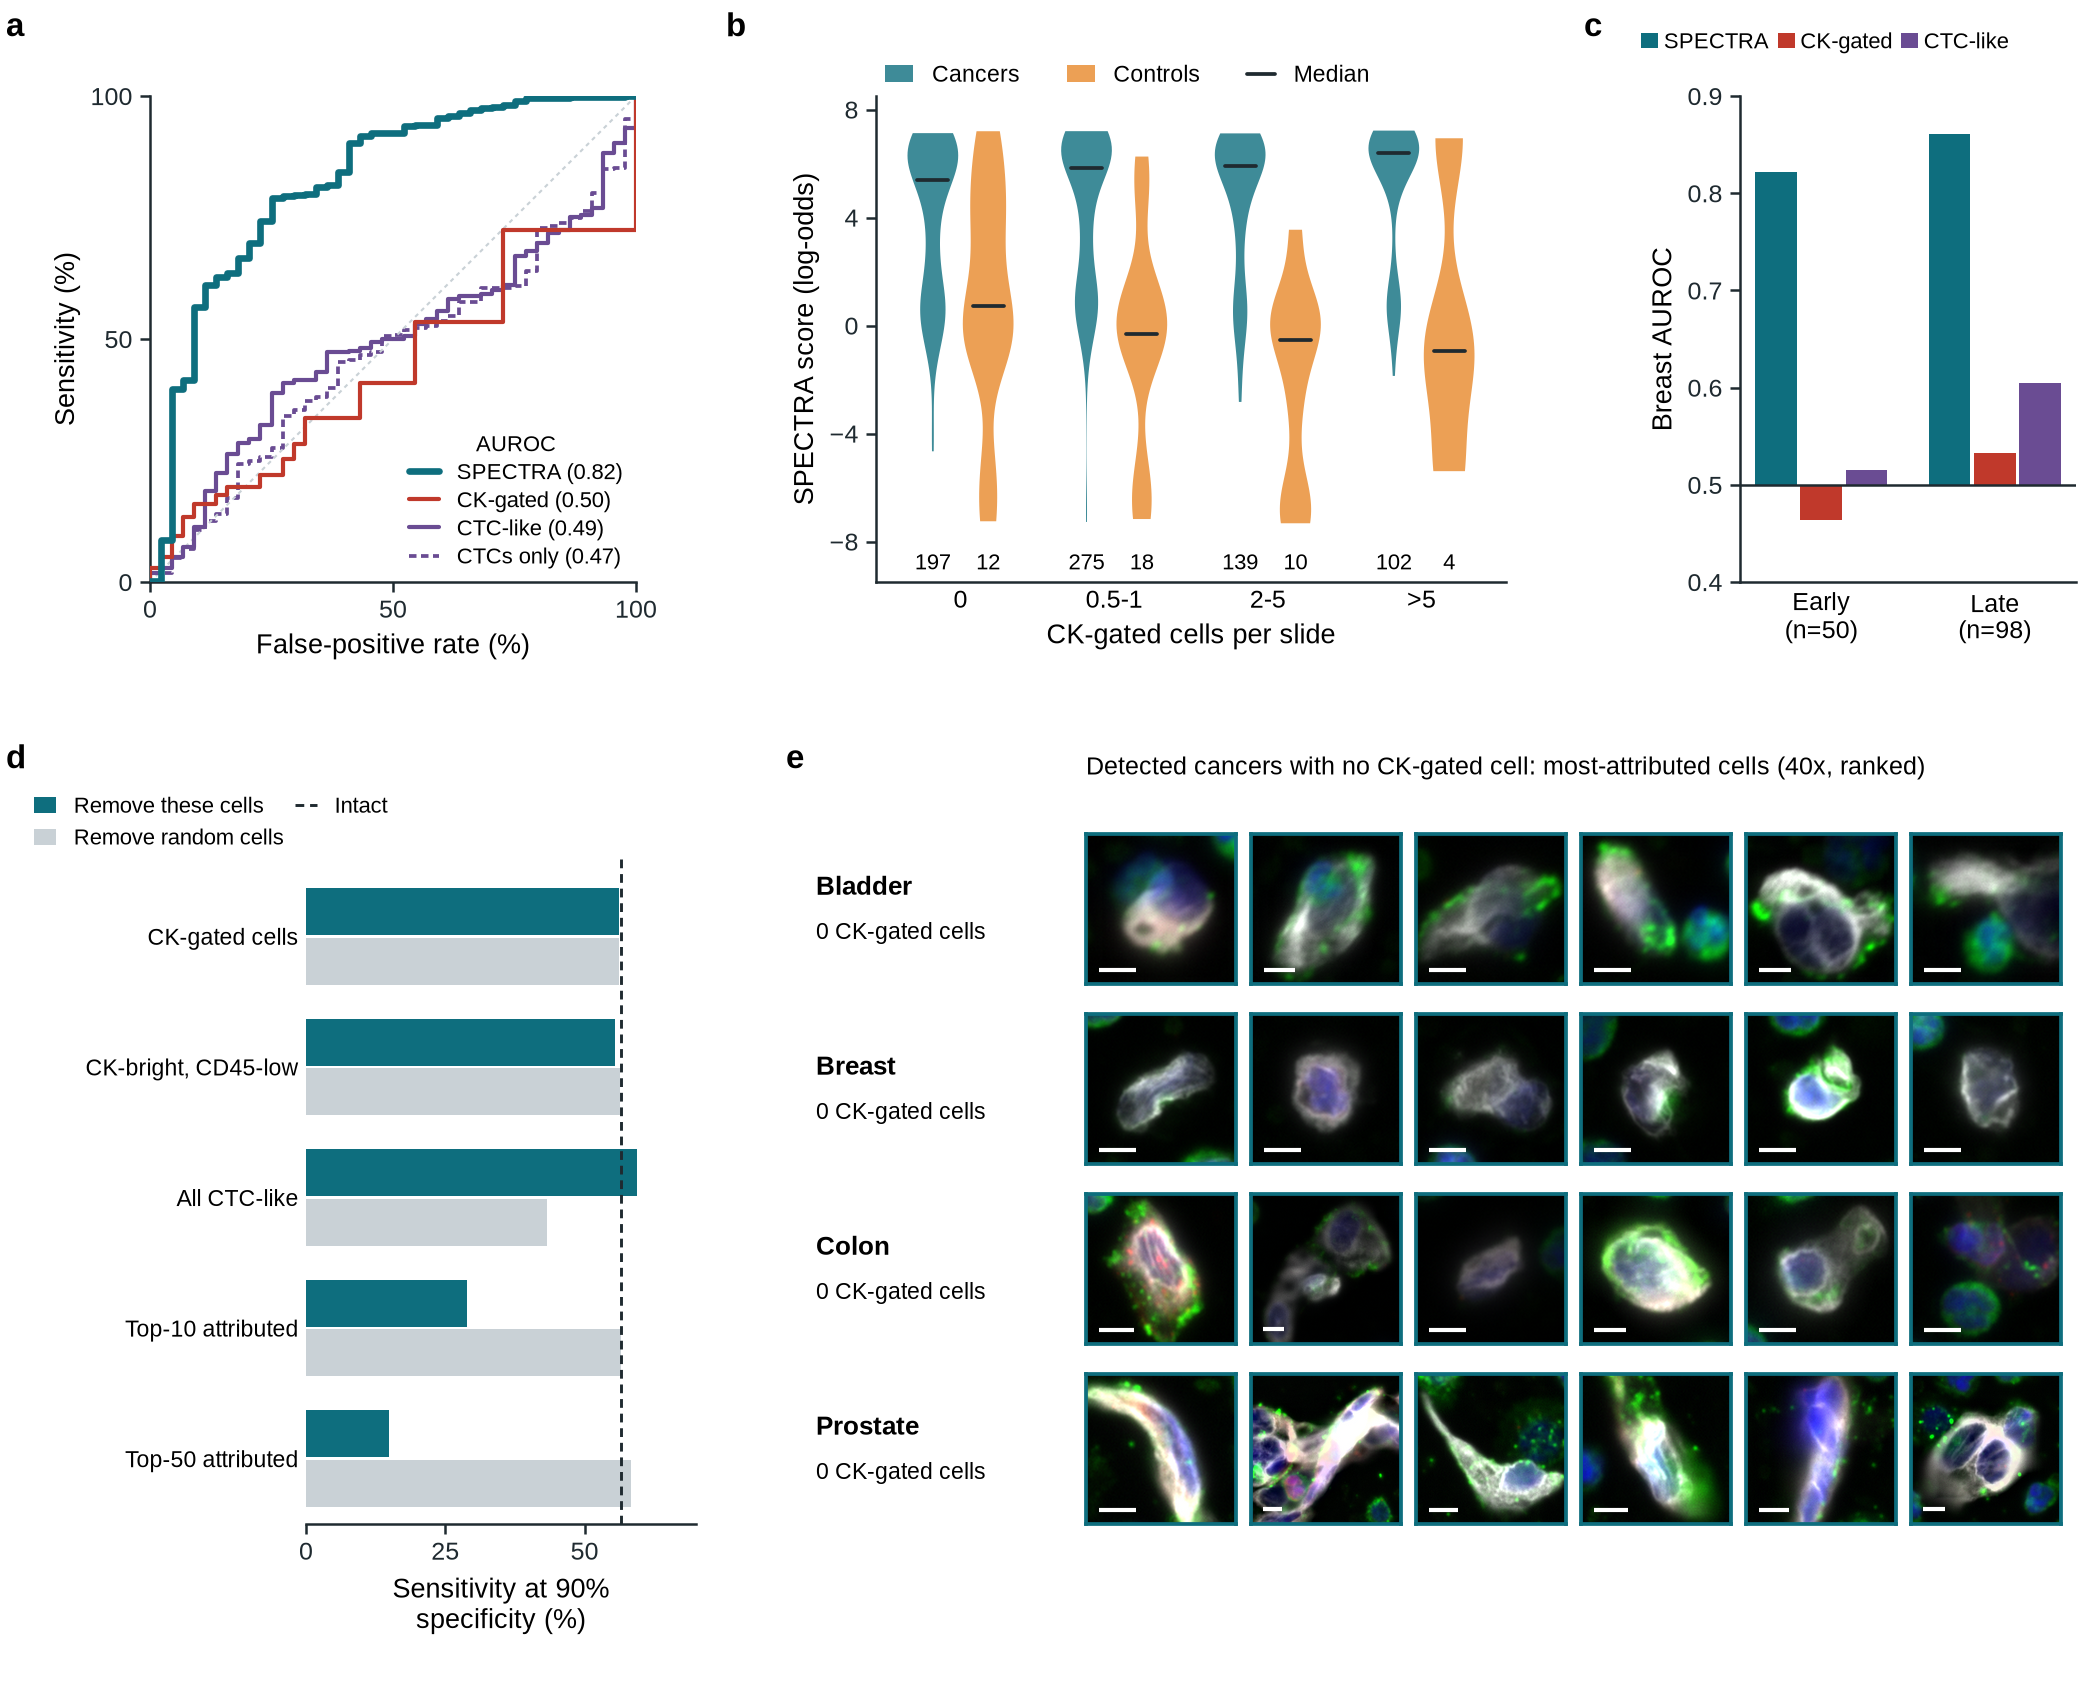 a
100
50
0
0
50
100
Sensitivity (%)
False-positive rate (%)
AUROC
SPECTRA (0.82)
CK-gated (0.50)
CTC-like (0.49)
CTCs only (0.47)
b
Cancers
Controls
Median
8
4
0
−4
−8
SPECTRA score (log-odds)
197 12 275 18 139 10 102 4
0 0.5-1 2-5 >5
CK-gated cells per slide
c
SPECTRA CK-gated CTC-like
0.9
0.8
0.7
0.6
0.5
0.4
Breast AUROC
Early
(n=50)
Late
(n=98)
d
Remove these cells
Intact
Remove random cells
CK-gated cells
CK-bright, CD45-low
All CTC-like
Top-10 attributed
Top-50 attributed
0 25 50
Sensitivity at 90%
specificity (%)
e
Detected cancers with no CK-gated cell: most-attributed cells (40x, ranked)
Bladder
0 CK-gated cells
Breast
0 CK-gated cells
Colon
0 CK-gated cells
Prostate
0 CK-gated cells